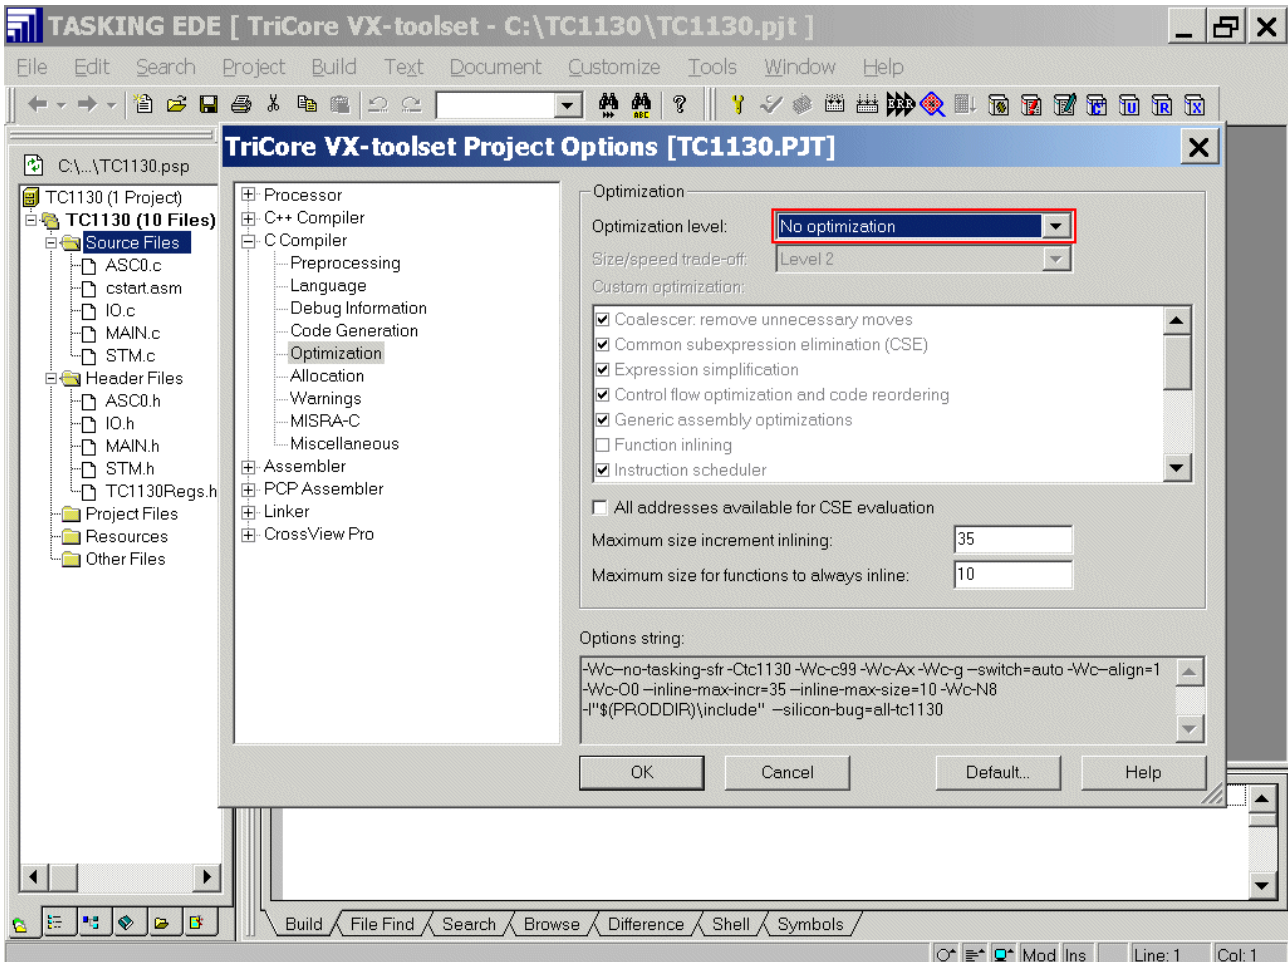 TASKING EDE [ TriCore VX-toolset - C:\TC1130\TC1130.pjt ]
File Edit Search Project Build Text Document Customize Tools Window Help
C:\...\TC1130.psp
TC1130 (1 Project)
TC1130 (10 Files)
Source Files
ASC0.c
cstart.asm
IO.c
MAIN.c
STM.c
Header Files
ASC0.h
IO.h
MAIN.h
STM.h
TC1130Regs.h
Project Files
Resources
Other Files
TriCore VX-toolset Project Options [TC1130.PJT]
Processor
C++ Compiler
C Compiler
Preprocessing
Language
Debug Information
Code Generation
Optimization
Allocation
Warnings
MISRA-C
Miscellaneous
Assembler
PCP Assembler
Linker
CrossView Pro
Optimization
Optimization level: No optimization
Size/speed trade-off: Level 2
Custom optimization:
Coalescer: remove unnecessary moves
Common subexpression elimination (CSE)
Expression simplification
Control flow optimization and code reordering
Generic assembly optimizations
Function inlining
Instruction scheduler
All addresses available for CSE evaluation
Maximum size increment inlining: 35
Maximum size for functions to always inline: 10
Options string:
-Wc--no-tasking-sfr -Ctc1130 -Wc-c99 -Wc-Ax -Wc-g --switch=auto -Wc--align=1
-Wc-O0 --inline-max-incr=35 --inline-max-size=10 -Wc-N8
-I"$(PRODDIR)\include" --silicon-bug=all-tc1130
OK Cancel Default... Help
Build File Find Search Browse Difference Shell Symbols
Mod Ins Line: 1 Col: 1